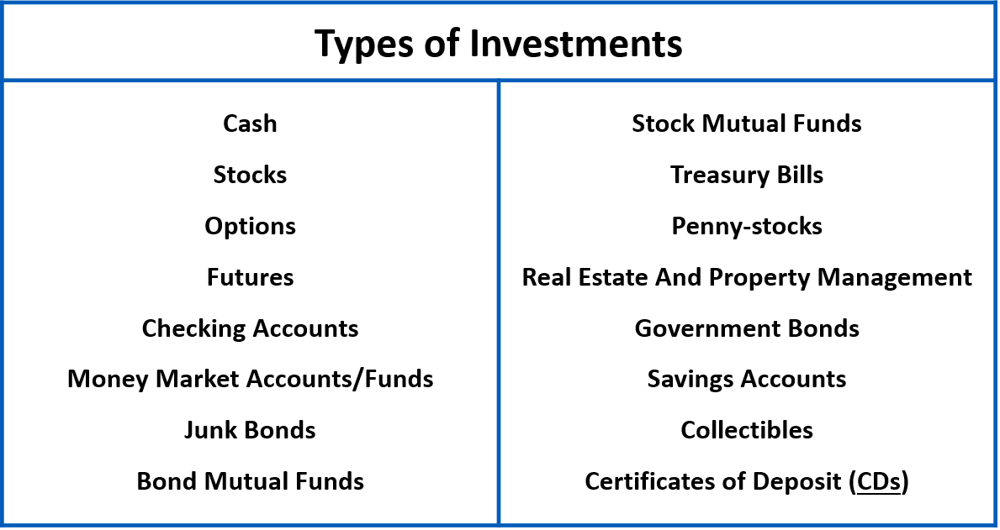 Types of Investments
Cash
Stocks
Options
Futures
Checking Accounts
Money Market Accounts/Funds
Junk Bonds
Bond Mutual Funds
Stock Mutual Funds
Treasury Bills
Penny-stocks
Real Estate And Property Management
Government Bonds
Savings Accounts
Collectibles
Certificates of Deposit (CDs)